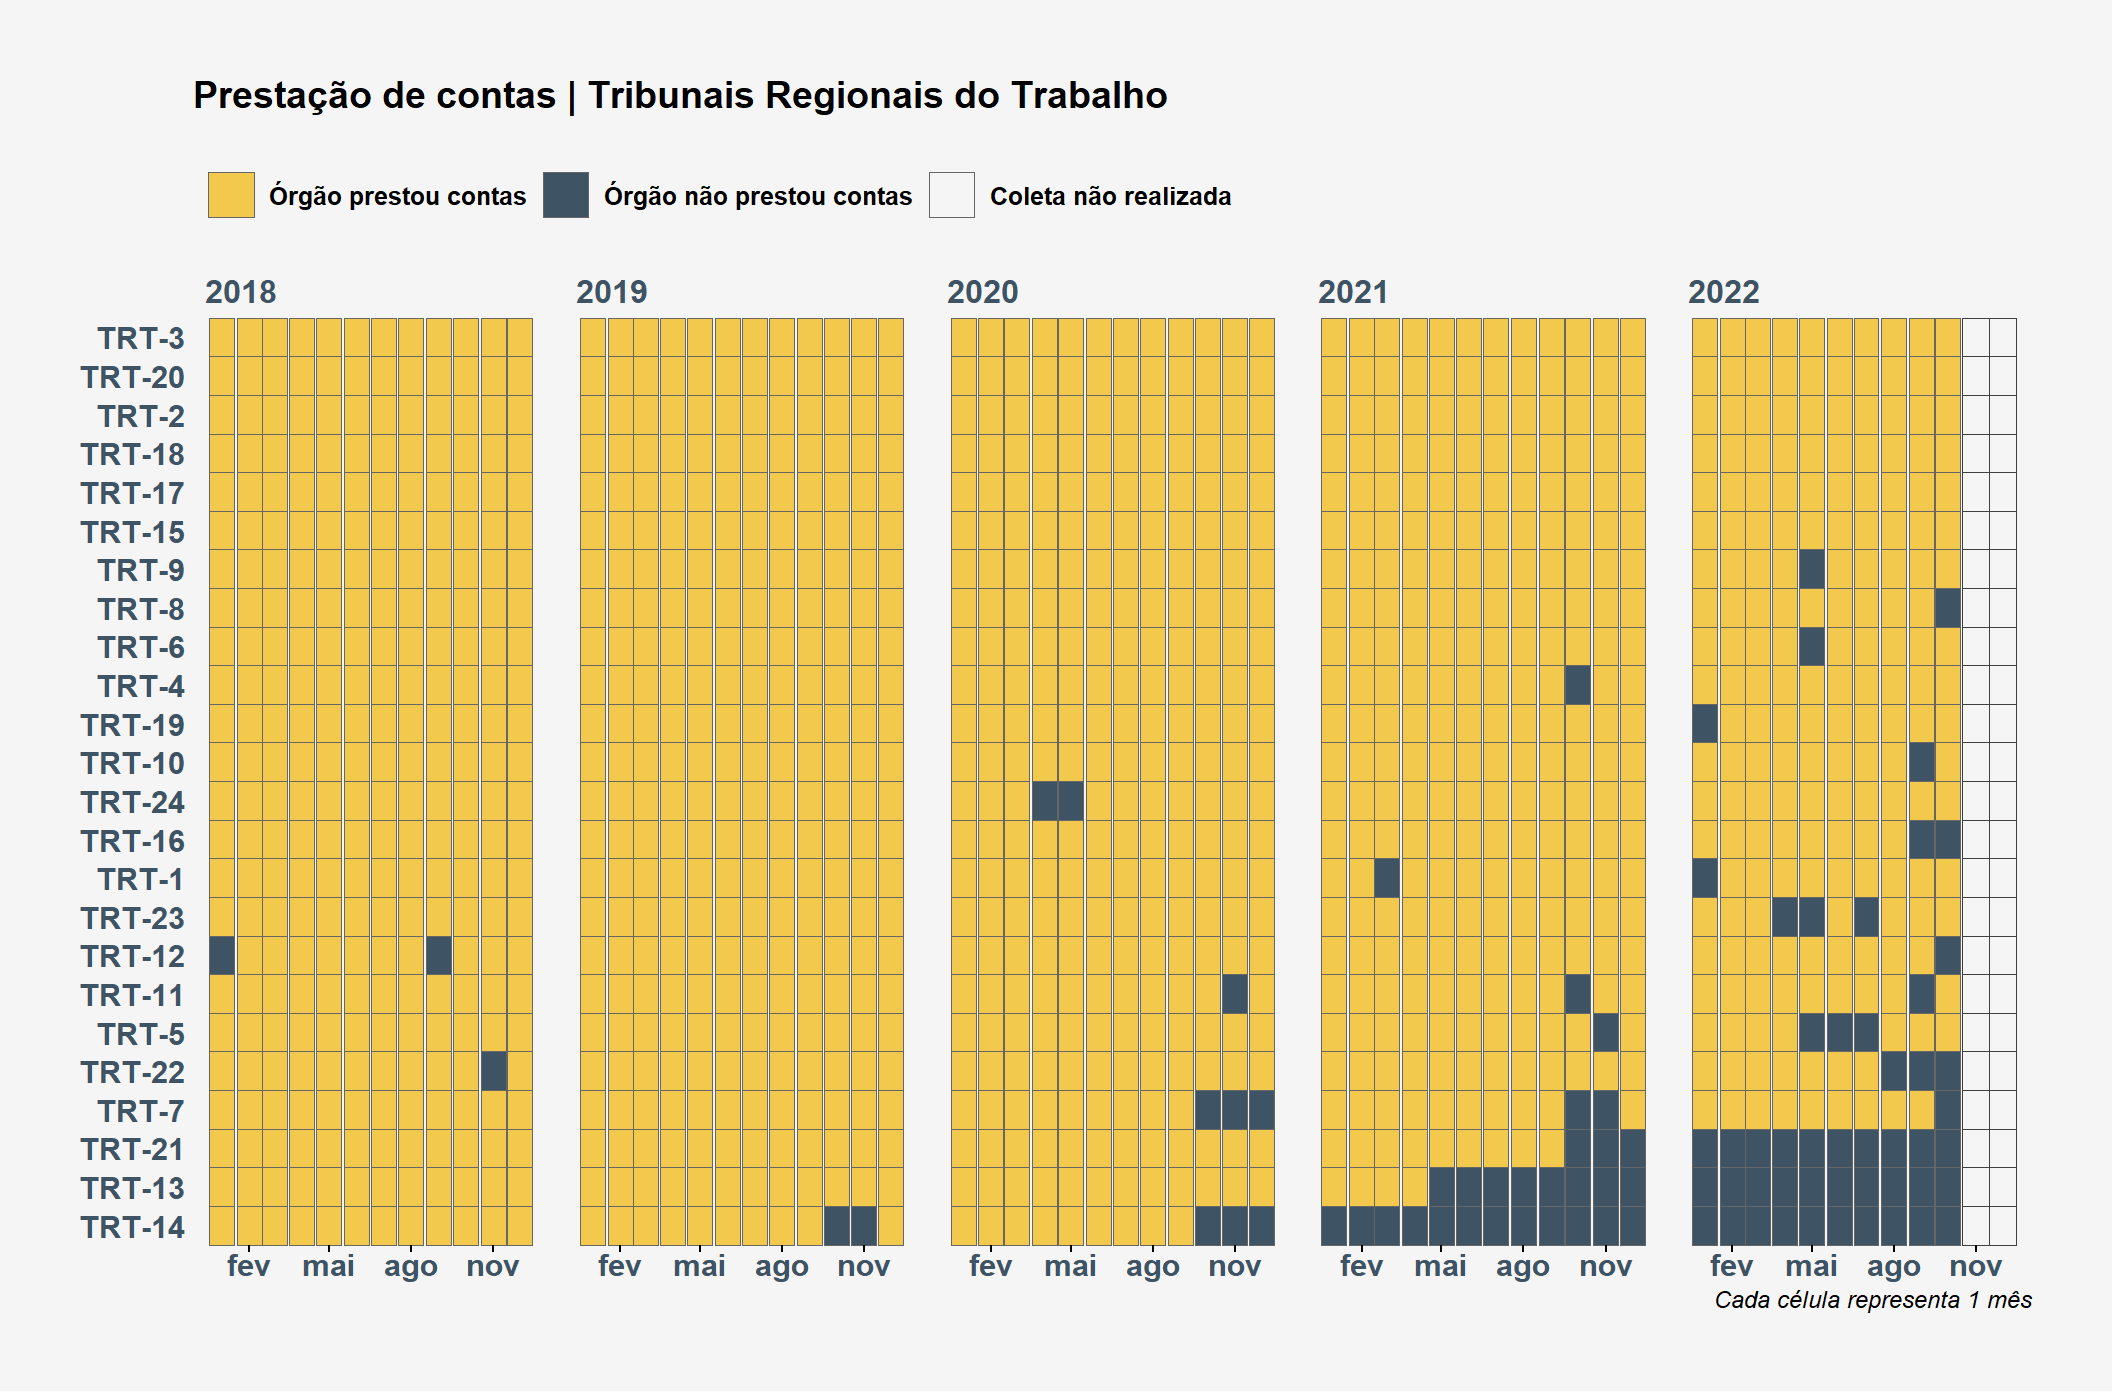 Prestação de contas | Tribunais Regionais do Trabalho
Órgão prestou contas
Órgão não prestou contas
Coleta não realizada
2018
2019
2020
2021
2022
TRT-3
TRT-20
TRT-2
TRT-18
TRT-17
TRT-15
TRT-9
TRT-8
TRT-6
TRT-4
TRT-19
TRT-10
TRT-24
TRT-16
TRT-1
TRT-23
TRT-12
TRT-11
TRT-5
TRT-22
TRT-7
TRT-21
TRT-13
TRT-14
fev mai ago nov
fev mai ago nov
fev mai ago nov
fev mai ago nov
fev mai ago nov
Cada célula representa 1 mês